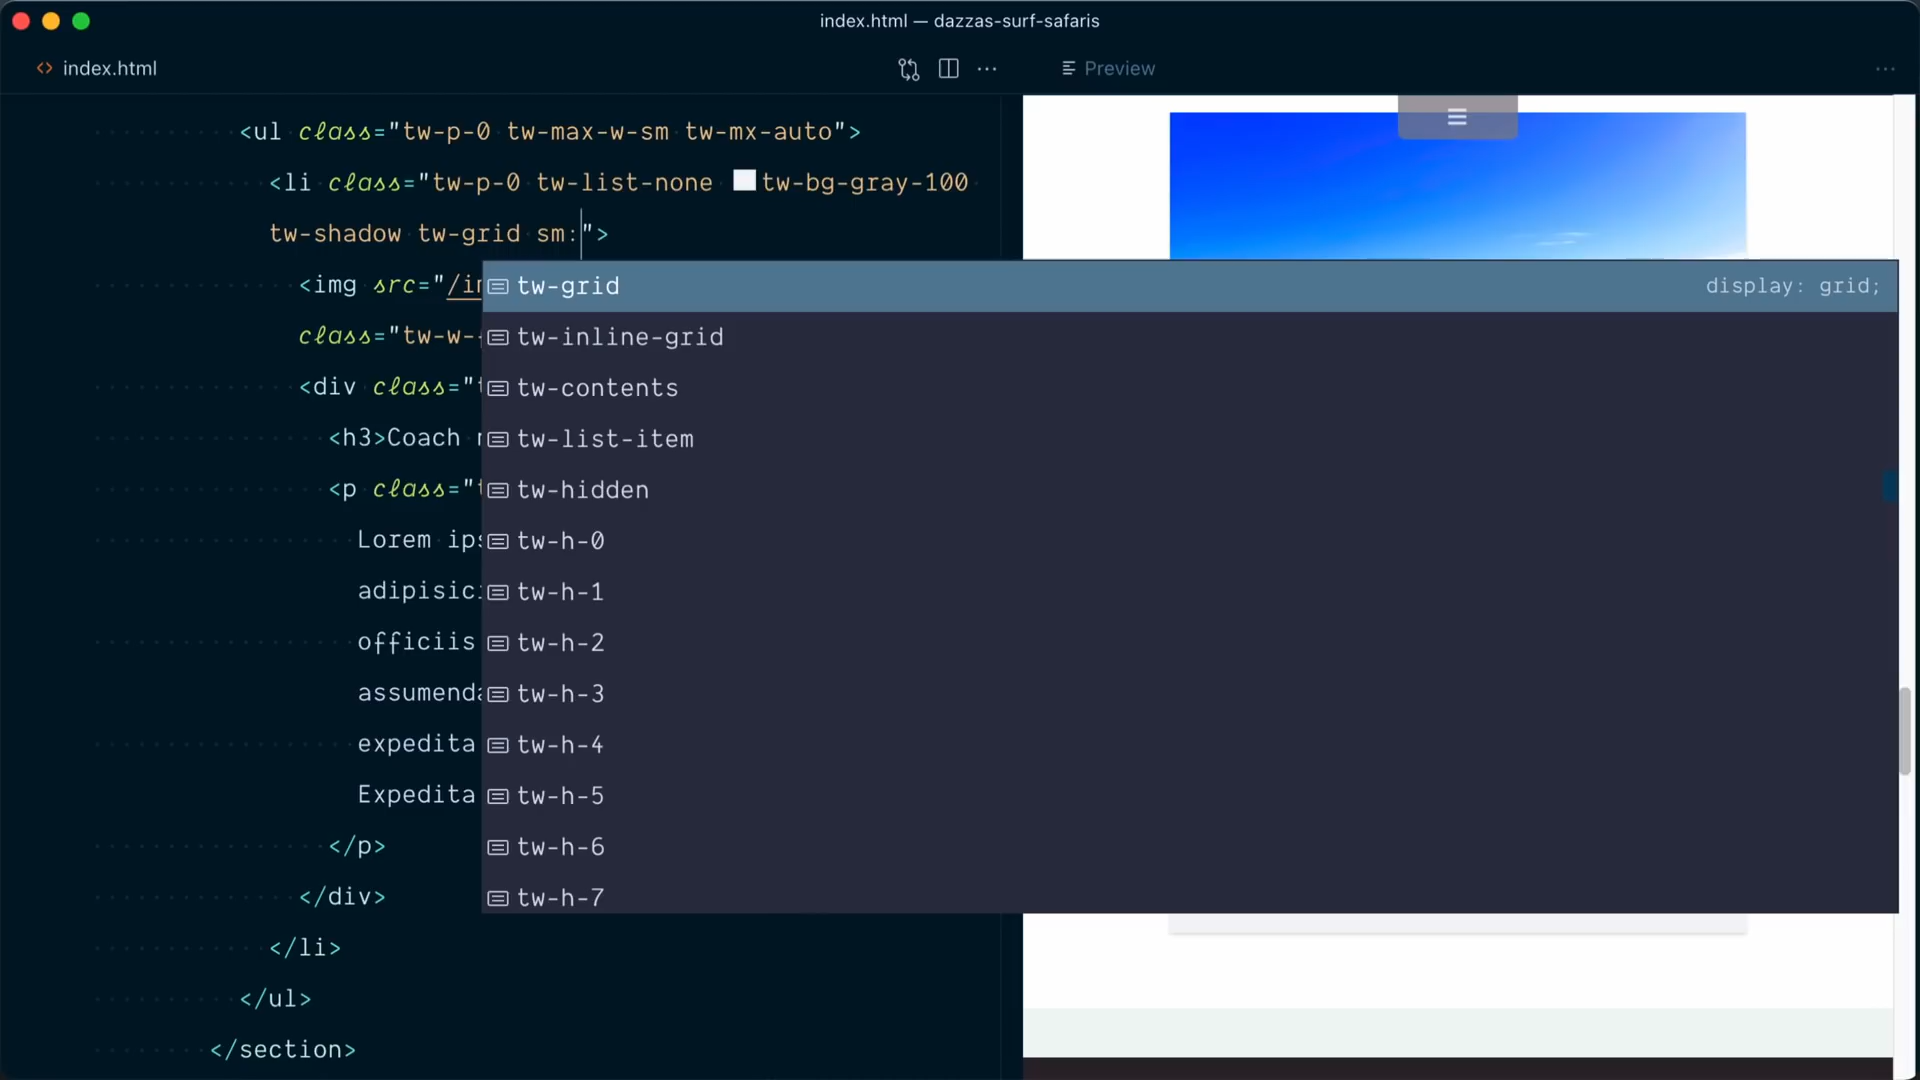 index.html — dazzas-surf-safaris
<> index.html
Preview
<ul class="tw-p-0 tw-max-w-sm tw-mx-auto">
<li class="tw-p-0 tw-list-none tw-bg-gray-100
tw-shadow tw-grid sm:">
<img src="/i
class="tw-w-
<div class="t
<h3>Coach
<p class="t
Lorem ips
adipisici
officiis
assumenda
expedita
Expedita
</p>
</div>
</li>
</ul>
</section>
tw-grid display: grid;
tw-inline-grid
tw-contents
tw-list-item
tw-hidden
tw-h-0
tw-h-1
tw-h-2
tw-h-3
tw-h-4
tw-h-5
tw-h-6
tw-h-7